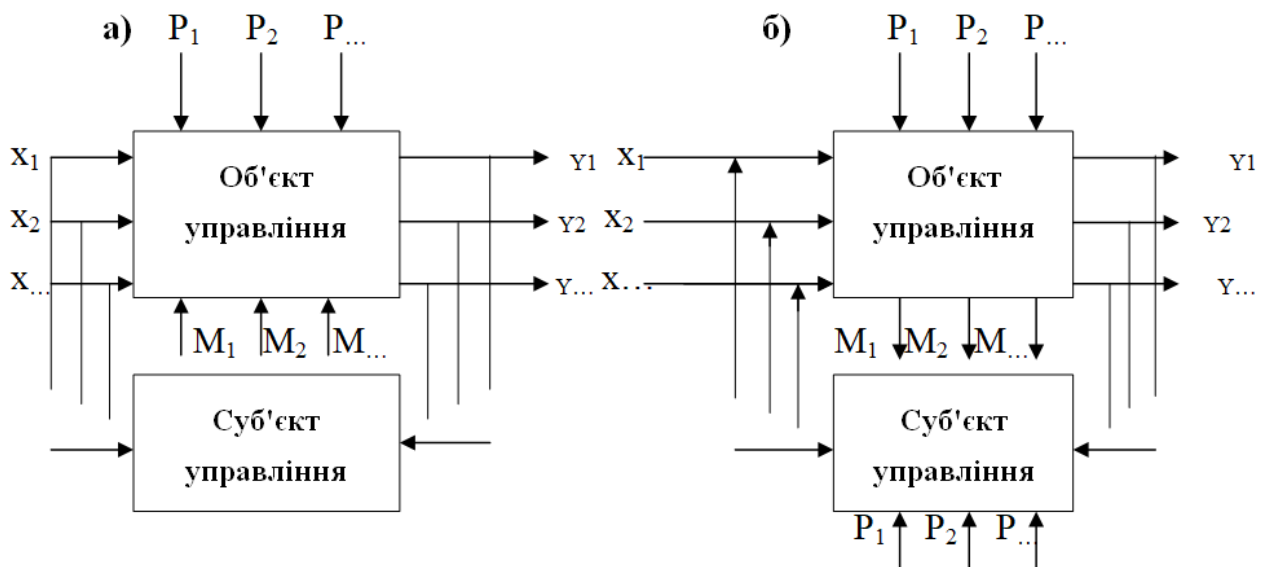 а) P₁ P₂ P...
Об'єкт
управління
x₁
x₂
x...
Y1
Y2
Y...
M₁ M₂ M...
Суб'єкт
управління
б) P₁ P₂ P...
Об'єкт
управління
x₁
x₂
x...
Y1
Y2
Y...
M₁ M₂ M...
Суб'єкт
управління
P₁ P₂ P...